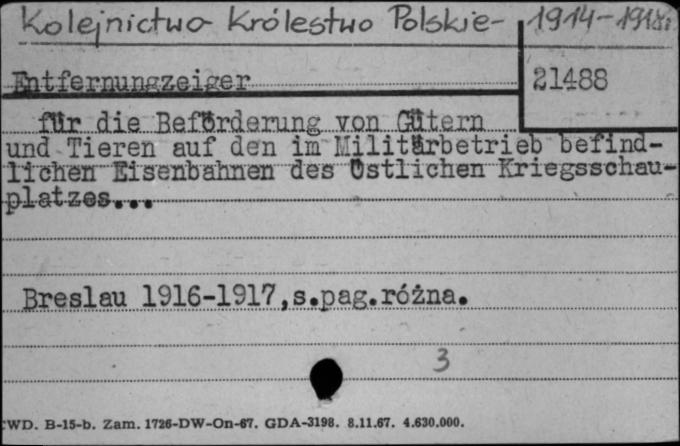 Kolejnictwo Królestwo Polskie- 1914-1918r.
Entfernungzeiger
21488
für die Beförderung von Gütern
und Tieren auf den im Militärbetrieb befind-
lichen Eisenbahnen des Östlichen Kriegsschau-
platzes...
Breslau 1916-1917,s.pag.różna.
3
CWD. B-15-b. Zam. 1726-DW-On-67. GDA-3198. 8.11.67. 4.630.000.